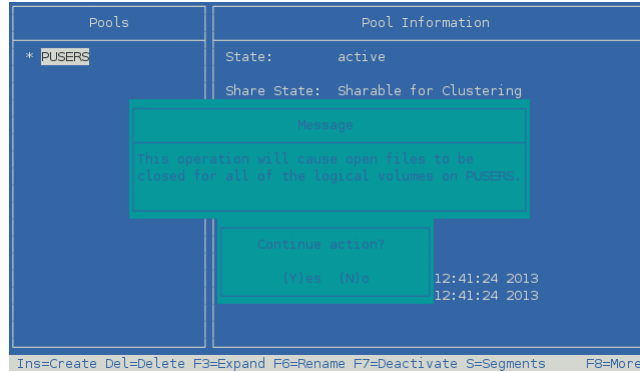 Pools
Pool Information
* PUSERS
State: active
Share State: Sharable for Clustering
Message
This operation will cause open files to be
closed for all of the logical volumes on PUSERS.
Continue action?
(Y)es (N)o
12:41:24 2013
12:41:24 2013
Ins=Create Del=Delete F3=Expand F6=Rename F7=Deactivate S=Segments F8=More